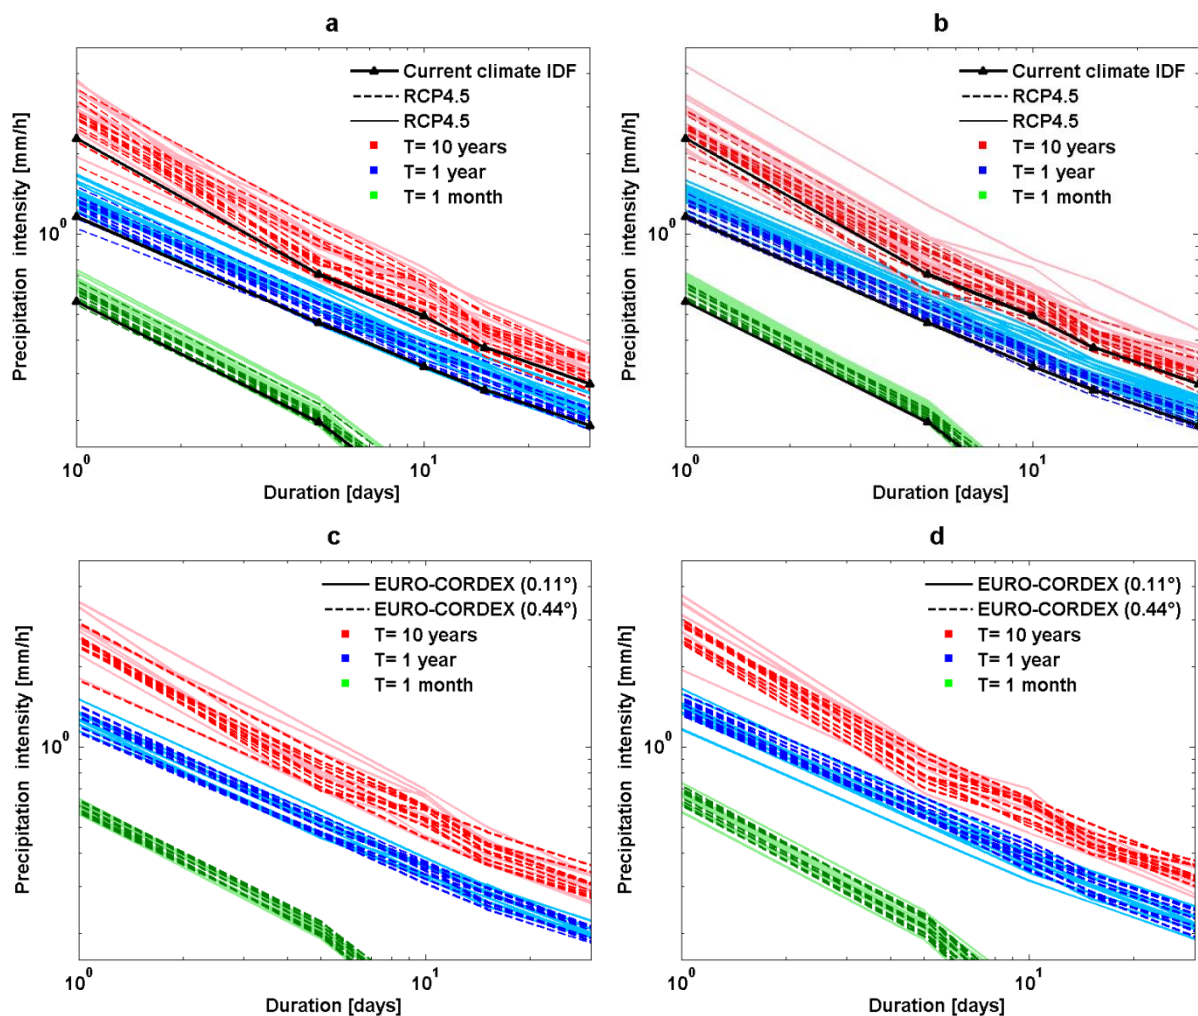 a
Current climate IDF
RCP4.5
RCP4.5
T= 10 years
T= 1 year
T= 1 month
Precipitation intensity [mm/h]
10⁰
10⁰
10¹
Duration [days]
b
Current climate IDF
RCP4.5
RCP4.5
T= 10 years
T= 1 year
T= 1 month
Precipitation intensity [mm/h]
10⁰
10⁰
10¹
Duration [days]
c
EURO-CORDEX (0.11°)
EURO-CORDEX (0.44°)
T= 10 years
T= 1 year
T= 1 month
Precipitation intensity [mm/h]
10⁰
10⁰
10¹
Duration [days]
d
EURO-CORDEX (0.11°)
EURO-CORDEX (0.44°)
T= 10 years
T= 1 year
T= 1 month
Precipitation intensity [mm/h]
10⁰
10⁰
10¹
Duration [days]